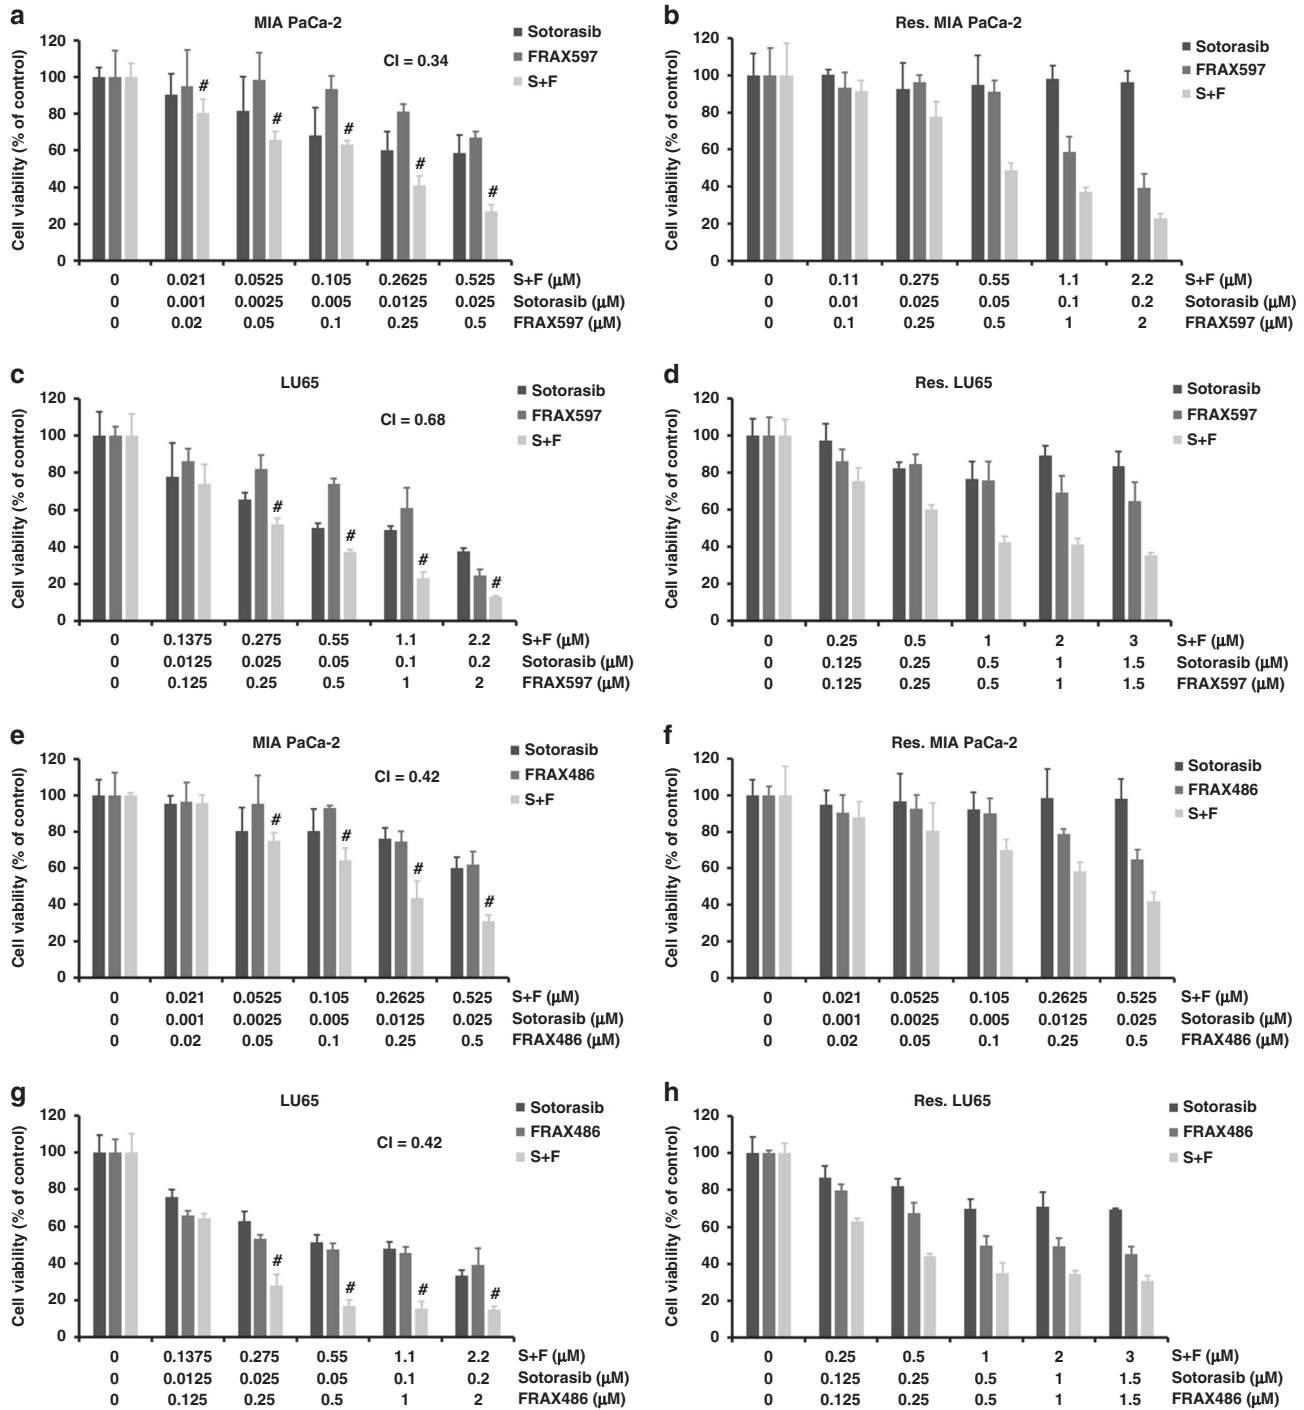 a
MIA PaCa-2
Sotorasib
FRAX597
S+F
CI = 0.34
Cell viability (% of control)
120
100
80
60
40
20
0
# # # # #
0 0.021 0.0525 0.105 0.2625 0.525 S+F (µM)
0 0.001 0.0025 0.005 0.0125 0.025 Sotorasib (µM)
0 0.02 0.05 0.1 0.25 0.5 FRAX597 (µM)
b
Res. MIA PaCa-2
Sotorasib
FRAX597
S+F
Cell viability (% of control)
120
100
80
60
40
20
0
0 0.11 0.275 0.55 1.1 2.2 S+F (µM)
0 0.01 0.025 0.05 0.1 0.2 Sotorasib (µM)
0 0.1 0.25 0.5 1 2 FRAX597 (µM)
c
LU65
Sotorasib
FRAX597
S+F
CI = 0.68
Cell viability (% of control)
120
100
80
60
40
20
0
# # # #
0 0.1375 0.275 0.55 1.1 2.2 S+F (µM)
0 0.0125 0.025 0.05 0.1 0.2 Sotorasib (µM)
0 0.125 0.25 0.5 1 2 FRAX597 (µM)
d
Res. LU65
Sotorasib
FRAX597
S+F
Cell viability (% of control)
120
100
80
60
40
20
0
0 0.25 0.5 1 2 3 S+F (µM)
0 0.125 0.25 0.5 1 1.5 Sotorasib (µM)
0 0.125 0.25 0.5 1 1.5 FRAX597 (µM)
e
MIA PaCa-2
Sotorasib
FRAX486
S+F
CI = 0.42
Cell viability (% of control)
120
100
80
60
40
20
0
# # # #
0 0.021 0.0525 0.105 0.2625 0.525 S+F (µM)
0 0.001 0.0025 0.005 0.0125 0.025 Sotorasib (µM)
0 0.02 0.05 0.1 0.25 0.5 FRAX486 (µM)
f
Res. MIA PaCa-2
Sotorasib
FRAX486
S+F
Cell viability (% of control)
120
100
80
60
40
20
0
0 0.021 0.0525 0.105 0.2625 0.525 S+F (µM)
0 0.001 0.0025 0.005 0.0125 0.025 Sotorasib (µM)
0 0.02 0.05 0.1 0.25 0.5 FRAX486 (µM)
g
LU65
Sotorasib
FRAX486
S+F
CI = 0.42
Cell viability (% of control)
120
100
80
60
40
20
0
# # # #
0 0.1375 0.275 0.55 1.1 2.2 S+F (µM)
0 0.0125 0.025 0.05 0.1 0.2 Sotorasib (µM)
0 0.125 0.25 0.5 1 2 FRAX486 (µM)
h
Res. LU65
Sotorasib
FRAX486
S+F
Cell viability (% of control)
120
100
80
60
40
20
0
0 0.25 0.5 1 2 3 S+F (µM)
0 0.125 0.25 0.5 1 1.5 Sotorasib (µM)
0 0.125 0.25 0.5 1 1.5 FRAX486 (µM)